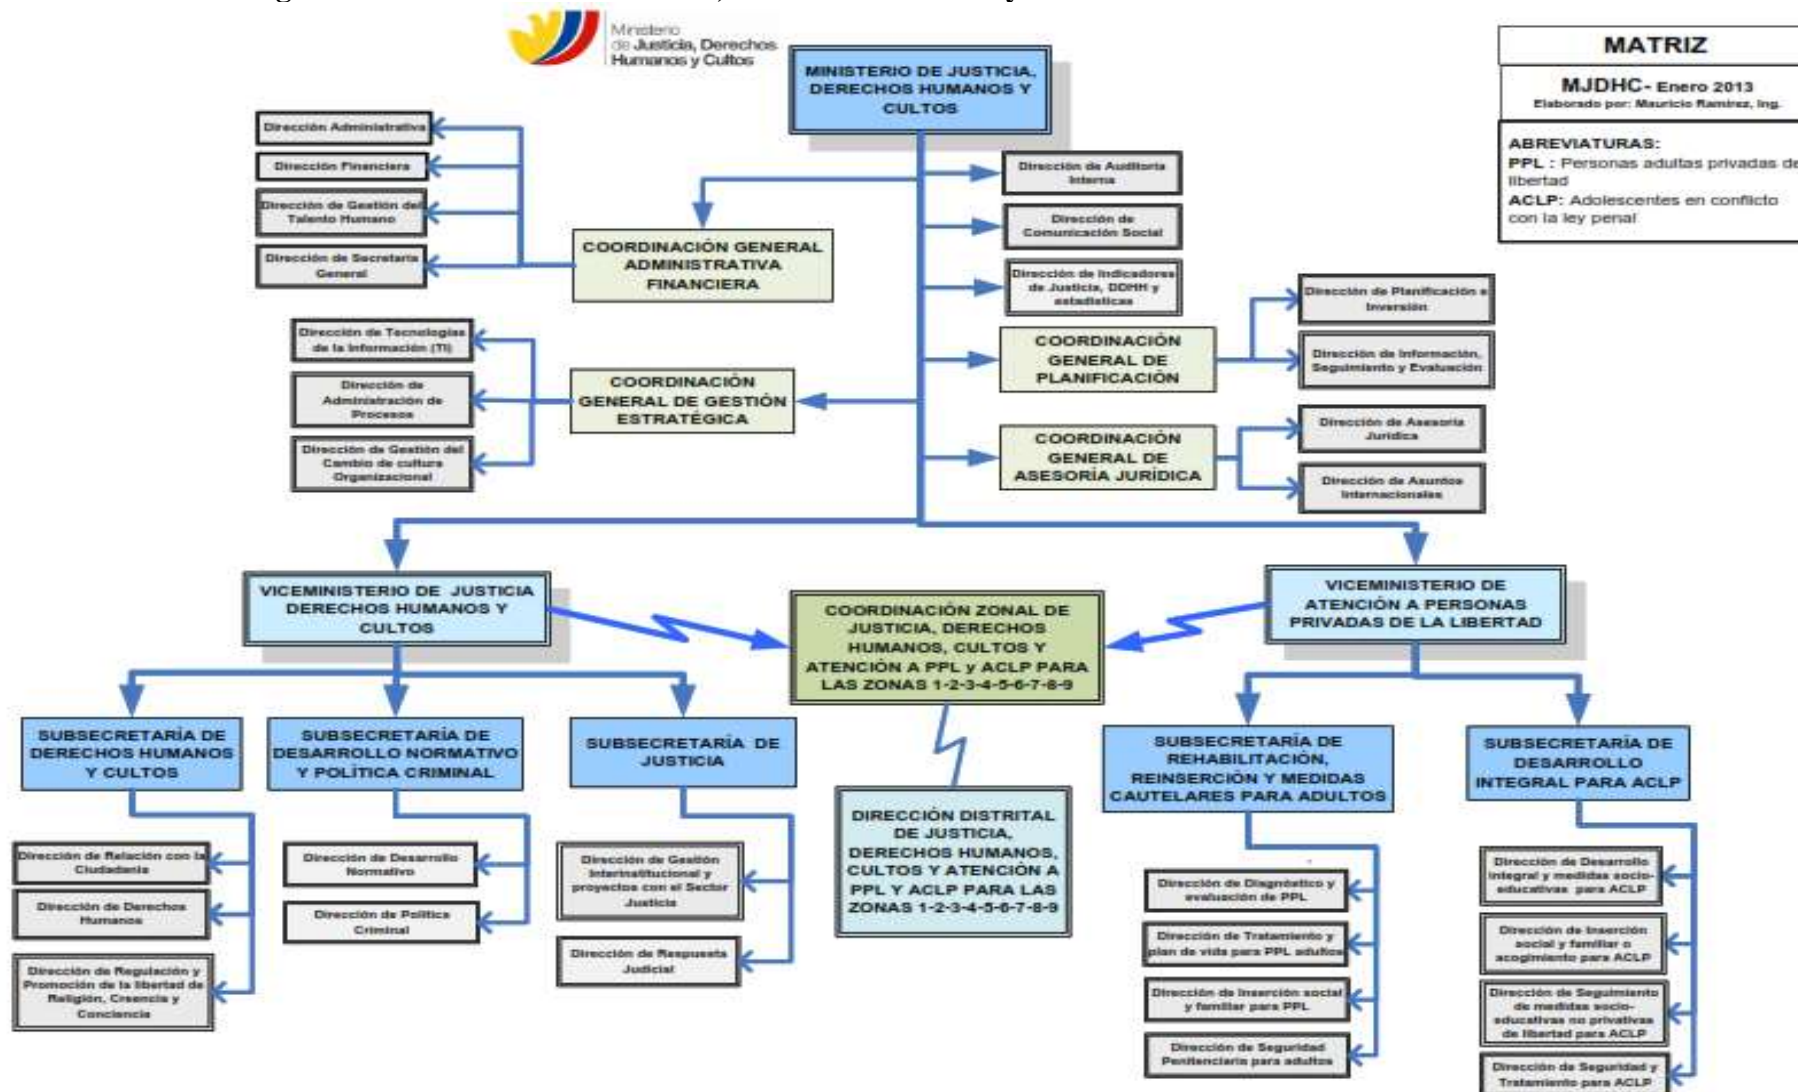 Ministerio
de Justicia, Derechos
Humanos y Cultos
MINISTERIO DE JUSTICIA,
DERECHOS HUMANOS Y
CULTOS
MATRIZ
MJDHC- Enero 2013
Elaborado por: Mauricio Ramírez, Ing.
ABREVIATURAS:
PPL : Personas adultas privadas de
libertad
ACLP: Adolescentes en conflicto
con la ley penal
Dirección Administrativa
Dirección Financiera
Dirección de Gestión del
Talento Humano
Dirección de Secretaría
General
COORDINACIÓN GENERAL
ADMINISTRATIVA
FINANCIERA
Dirección de Auditoría
Interna
Dirección de
Comunicación Social
Dirección de Indicadores
de Justicia, DDHH y
estadísticas
Dirección de Tecnologías
de la Información (TI)
Dirección de
Administración de
Procesos
Dirección de Gestión del
Cambio de cultura
Organizacional
COORDINACIÓN
GENERAL DE GESTIÓN
ESTRATÉGICA
COORDINACIÓN
GENERAL DE
PLANIFICACIÓN
Dirección de Planificación e
Inversión
Dirección de Información,
Seguimiento y Evaluación
COORDINACIÓN
GENERAL DE
ASESORÍA JURÍDICA
Dirección de Asesoría
Jurídica
Dirección de Asuntos
Internacionales
VICEMINISTERIO DE JUSTICIA
DERECHOS HUMANOS Y
CULTOS
COORDINACIÓN ZONAL DE
JUSTICIA, DERECHOS
HUMANOS, CULTOS Y
ATENCIÓN A PPL y ACLP PARA
LAS ZONAS 1-2-3-4-5-6-7-8-9
VICEMINISTERIO DE
ATENCIÓN A PERSONAS
PRIVADAS DE LA LIBERTAD
SUBSECRETARÍA DE
DERECHOS HUMANOS
Y CULTOS
SUBSECRETARÍA DE
DESARROLLO NORMATIVO
Y POLÍTICA CRIMINAL
SUBSECRETARÍA DE
JUSTICIA
SUBSECRETARÍA DE
REHABILITACIÓN,
REINSERCIÓN Y MEDIDAS
CAUTELARES PARA ADULTOS
SUBSECRETARÍA DE
DESARROLLO
INTEGRAL PARA ACLP
DIRECCIÓN DISTRITAL
DE JUSTICIA,
DERECHOS HUMANOS,
CULTOS Y ATENCIÓN A
PPL Y ACLP PARA LAS
ZONAS 1-2-3-4-5-6-7-8-9
Dirección de Relación con la
Ciudadanía
Dirección de Derechos
Humanos
Dirección de Regulación y
Promoción de la libertad de
Religión, Creencia y
Conciencia
Dirección de Desarrollo
Normativo
Dirección de Política
Criminal
Dirección de Gestión
Interinstitucional y
proyectos con el Sector
Justicia
Dirección de Respuesta
Judicial
Dirección de Diagnóstico y
evaluación de PPL
Dirección de Tratamiento y
plan de vida para PPL adultos
Dirección de Inserción social
y familiar para PPL
Dirección de Seguridad
Penitenciaria para adultos
Dirección de Desarrollo
integral y medidas socio-
educativas para ACLP
Dirección de Inserción
social y familiar o
acogimiento para ACLP
Dirección de Seguimiento
de medidas socio-
educativas no privativas
de libertad para ACLP
Dirección de Seguridad y
Tratamiento para ACLP